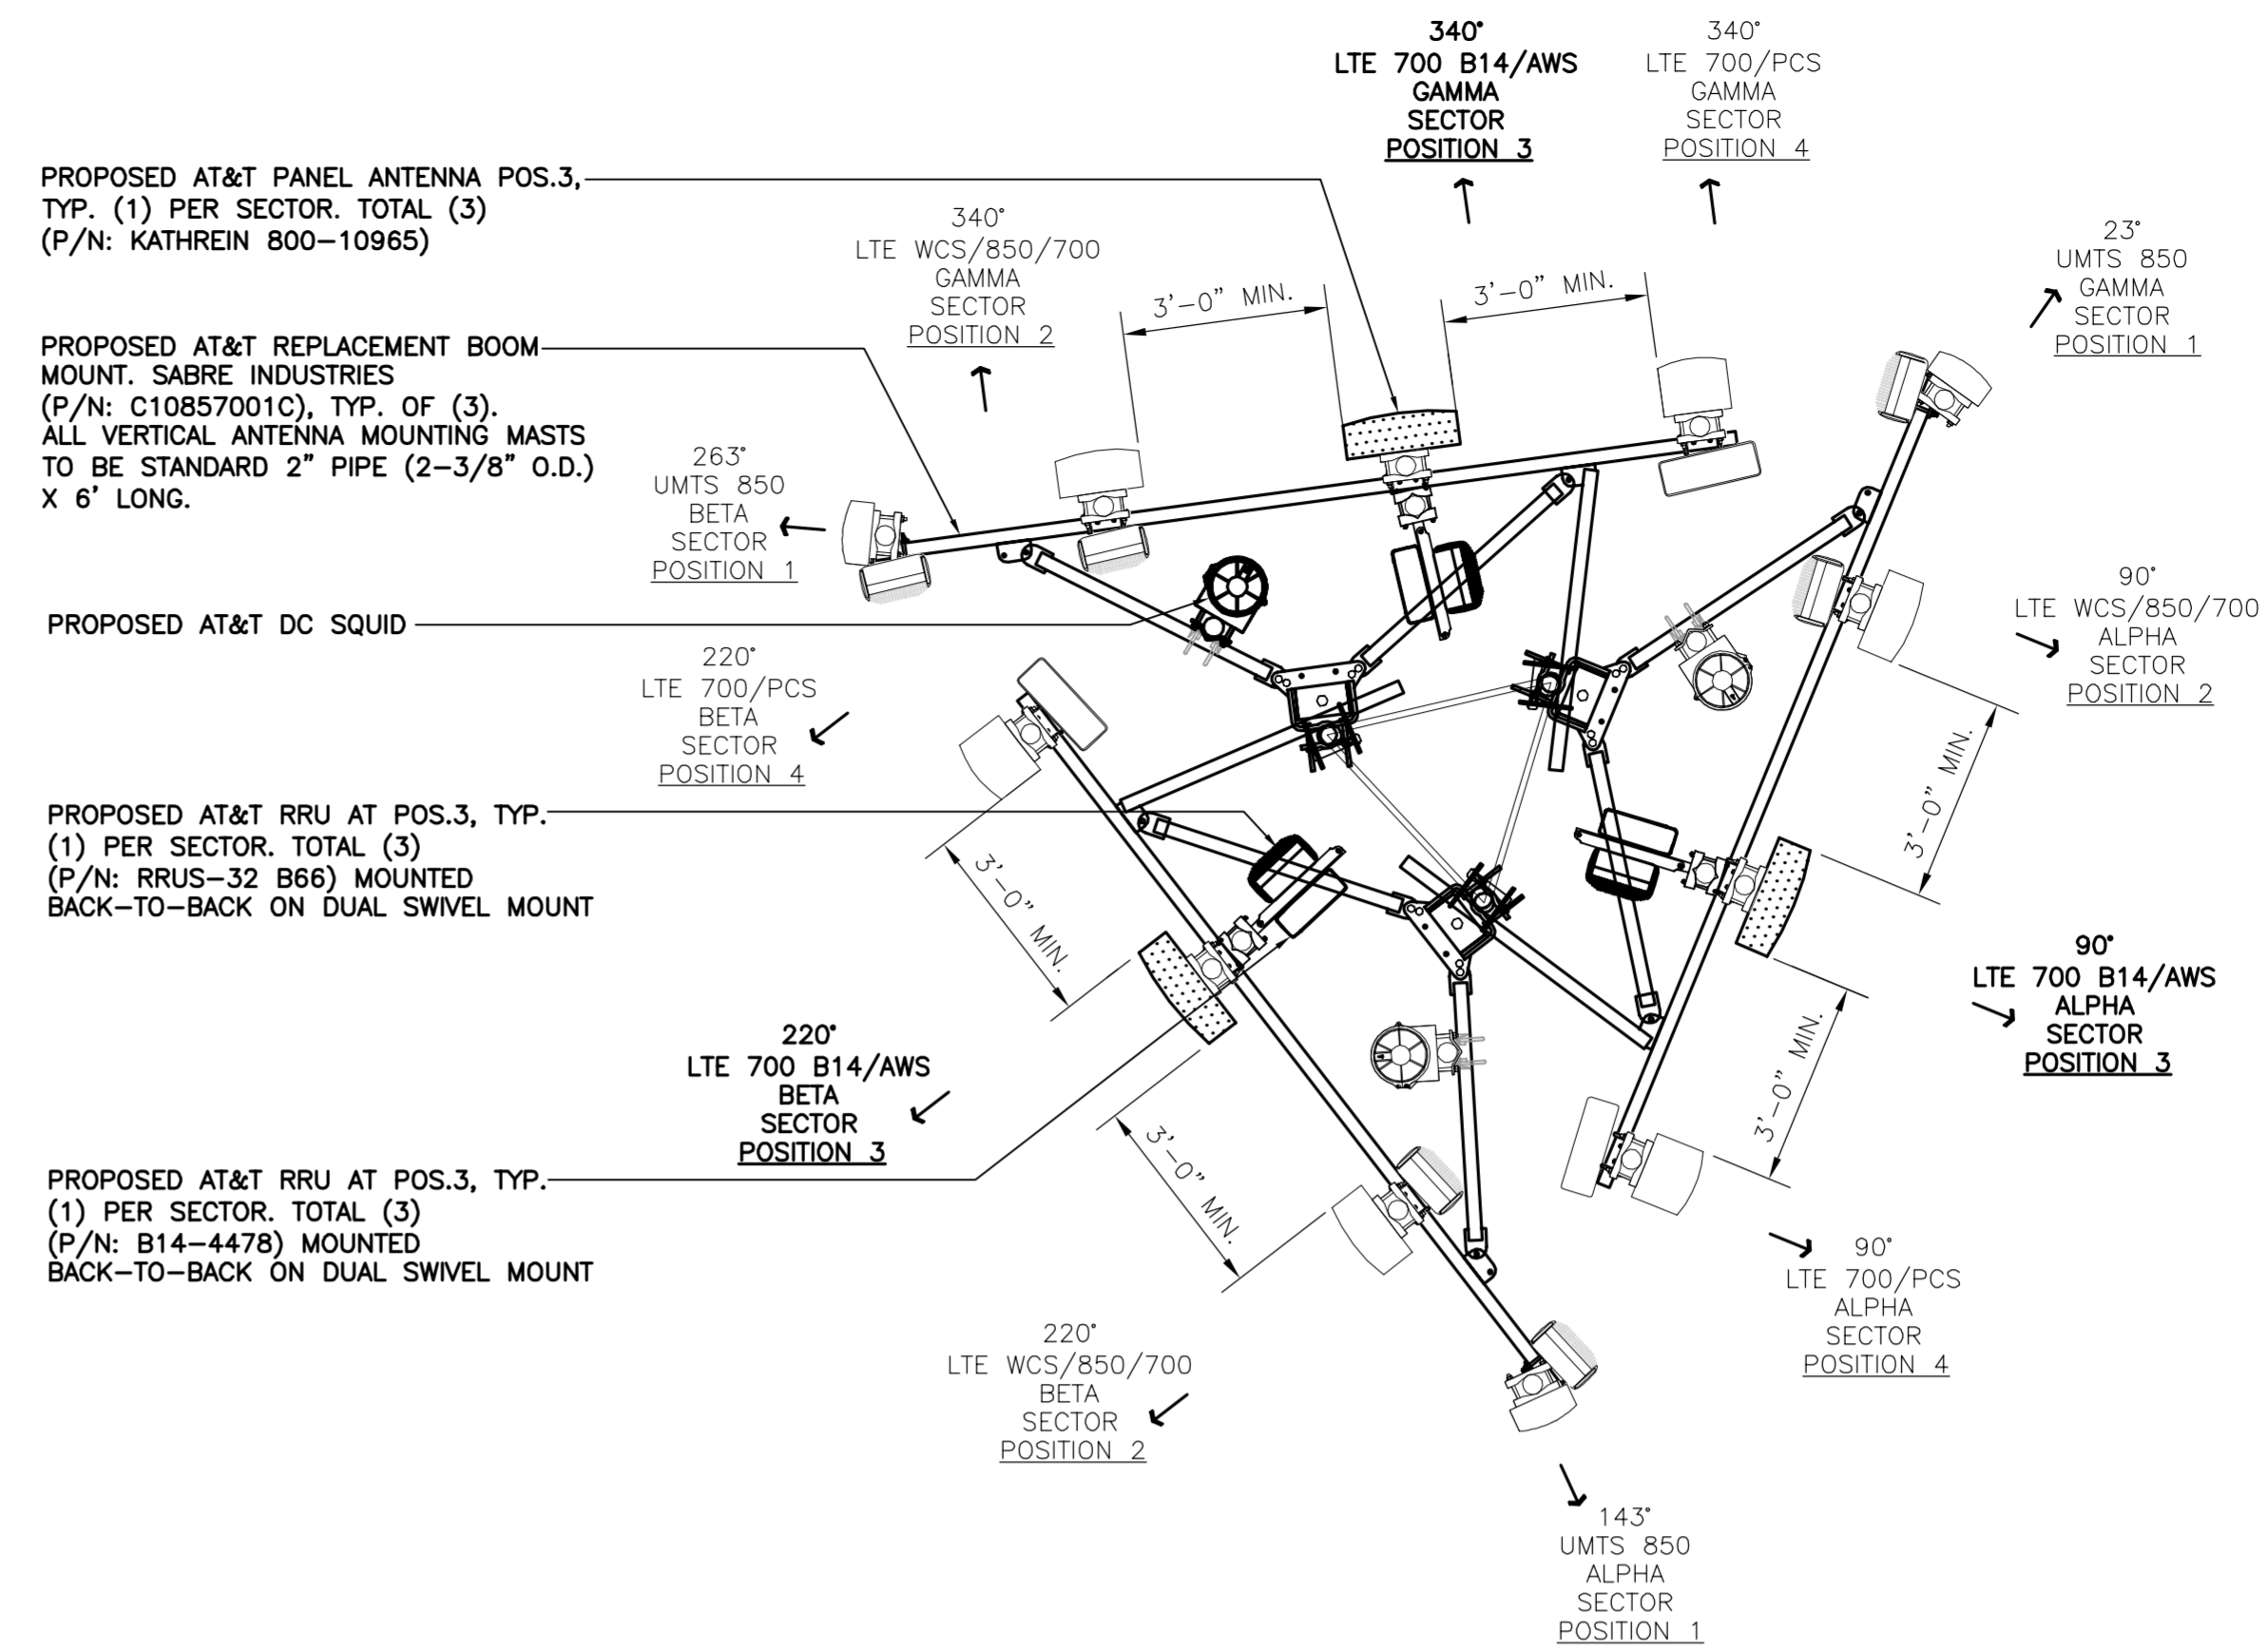 340°
LTE 700 B14/AWS
GAMMA
SECTOR
POSITION 3
340°
LTE 700/PCS
GAMMA
SECTOR
POSITION 4
PROPOSED AT&T PANEL ANTENNA POS.3,
TYP. (1) PER SECTOR. TOTAL (3)
(P/N: KATHREIN 800-10965)
340°
LTE WCS/850/700
GAMMA
SECTOR
POSITION 2
3'-0" MIN.
3'-0" MIN.
23°
UMTS 850
GAMMA
SECTOR
POSITION 1
PROPOSED AT&T REPLACEMENT BOOM
MOUNT. SABRE INDUSTRIES
(P/N: C10857001C), TYP. OF (3).
ALL VERTICAL ANTENNA MOUNTING MASTS
TO BE STANDARD 2" PIPE (2-3/8" O.D.)
X 6' LONG.
263°
UMTS 850
BETA
SECTOR
POSITION 1
90°
LTE WCS/850/700
ALPHA
SECTOR
POSITION 2
PROPOSED AT&T DC SQUID
220°
LTE 700/PCS
BETA
SECTOR
POSITION 4
3'-0" MIN.
PROPOSED AT&T RRU AT POS.3, TYP.
(1) PER SECTOR. TOTAL (3)
(P/N: RRUS-32 B66) MOUNTED
BACK-TO-BACK ON DUAL SWIVEL MOUNT
3'-0" MIN.
90°
LTE 700 B14/AWS
ALPHA
SECTOR
POSITION 3
220°
LTE 700 B14/AWS
BETA
SECTOR
POSITION 3
3'-0" MIN.
3'-0" MIN.
PROPOSED AT&T RRU AT POS.3, TYP.
(1) PER SECTOR. TOTAL (3)
(P/N: B14-4478) MOUNTED
BACK-TO-BACK ON DUAL SWIVEL MOUNT
90°
LTE 700/PCS
ALPHA
SECTOR
POSITION 4
220°
LTE WCS/850/700
BETA
SECTOR
POSITION 2
143°
UMTS 850
ALPHA
SECTOR
POSITION 1